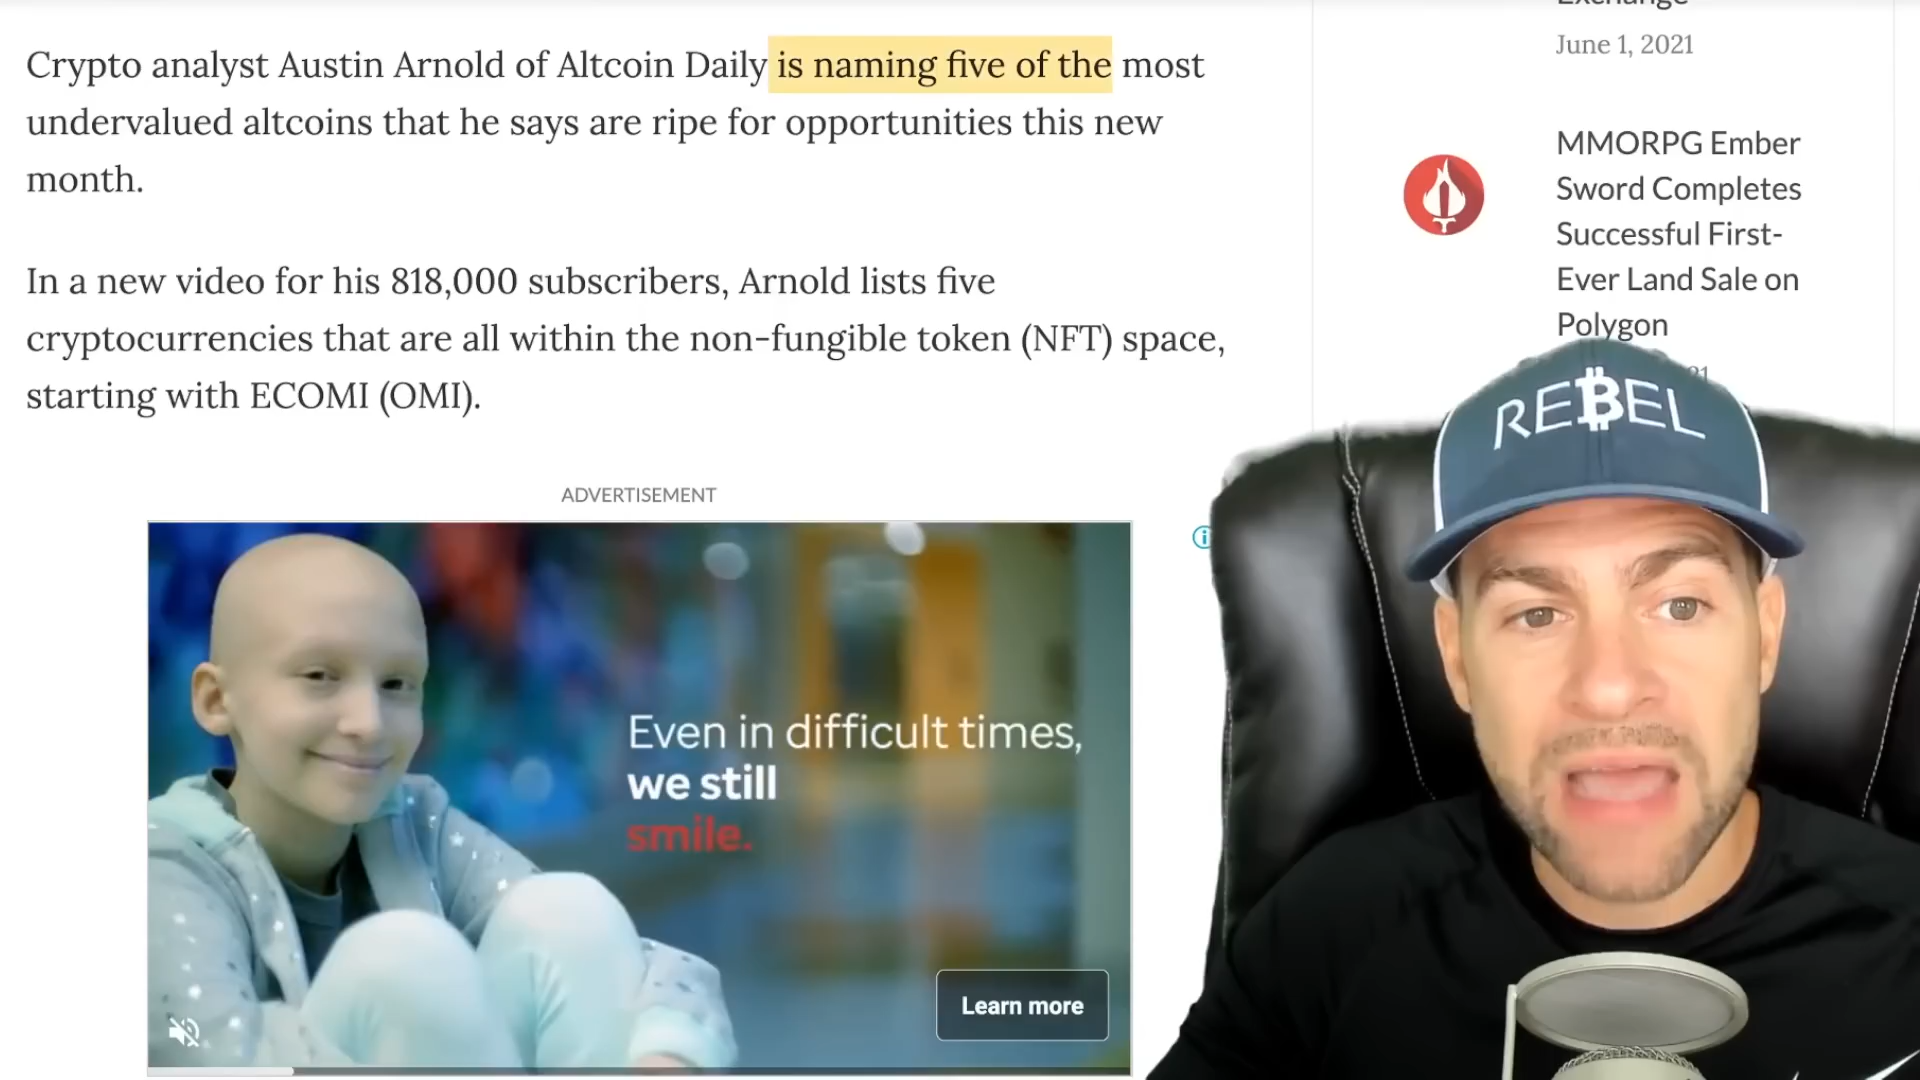 Crypto analyst Austin Arnold of Altcoin Daily is naming five of the most
undervalued altcoins that he says are ripe for opportunities this new
month.
In a new video for his 818,000 subscribers, Arnold lists five
cryptocurrencies that are all within the non-fungible token (NFT) space,
starting with ECOMI (OMI).
ADVERTISEMENT
Even in difficult times,
we still
smile.
Learn more
Exchange
June 1, 2021
MMORPG Ember
Sword Completes
Successful First-
Ever Land Sale on
Polygon
REBEL